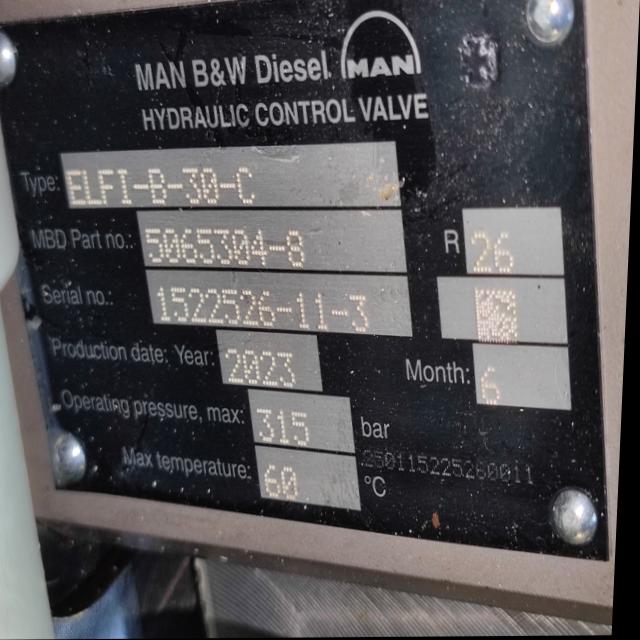 MAN B&W Diesel MAN
HYDRAULIC CONTROL VALVE
Type: ELFI-B-30-C
MBD Part no.: 5065304-8 R 26
Serial no.: 1522526-11-3
Production date: Year: 2023 Month: 6
Operating pressure, max: 315 bar
Max temperature: 60 °C
250115225260011